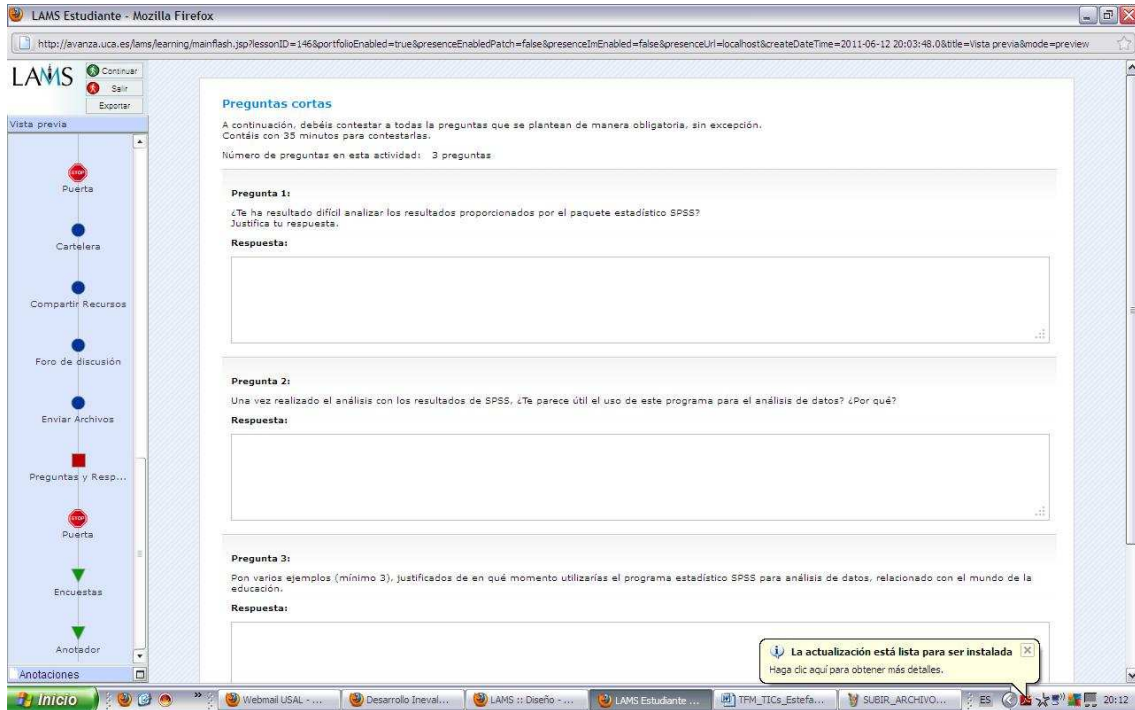 LAMS Estudiante - Mozilla Firefox
http://avanza.uca.es/lams/learning/mainflash.jsp?lessonID=146&portfolioEnabled=true&presenceEnabledPatch=false&presenceImEnabled=false&presenceUrl=localhost&createDateTime=2011-06-12 20:03:48.0&title=Vista previa&mode=preview
LAMS
Continuar
Salir
Exportar
Vista previa
Puerta
Cartelera
Compartir Recursos
Foro de discusión
Enviar Archivos
Preguntas y Resp...
Puerta
Encuestas
Anotador
Anotaciones
Preguntas cortas
A continuación, debéis contestar a todas la preguntas que se plantean de manera obligatoria, sin excepción.
Contáis con 35 minutos para contestarlas.
Número de preguntas en esta actividad: 3 preguntas
Pregunta 1:
¿Te ha resultado difícil analizar los resultados proporcionados por el paquete estadístico SPSS?
Justifica tu respuesta.
Respuesta:
Pregunta 2:
Una vez realizado el análisis con los resultados de SPSS, ¿Te parece útil el uso de este programa para el análisis de datos? ¿Por qué?
Respuesta:
Pregunta 3:
Pon varios ejemplos (mínimo 3), justificados de en qué momento utilizarías el programa estadístico SPSS para análisis de datos, relacionado con el mundo de la
educación.
Respuesta:
La actualización está lista para ser instalada
Haga clic aquí para obtener más detalles.
Inicio
Webmail USAL - ...
Desarrollo Ineval...
LAMS :: Diseño - ...
LAMS Estudiante ...
TFM_TICs_Estefa...
SUBIR_ARCHIVO...
ES
20:12